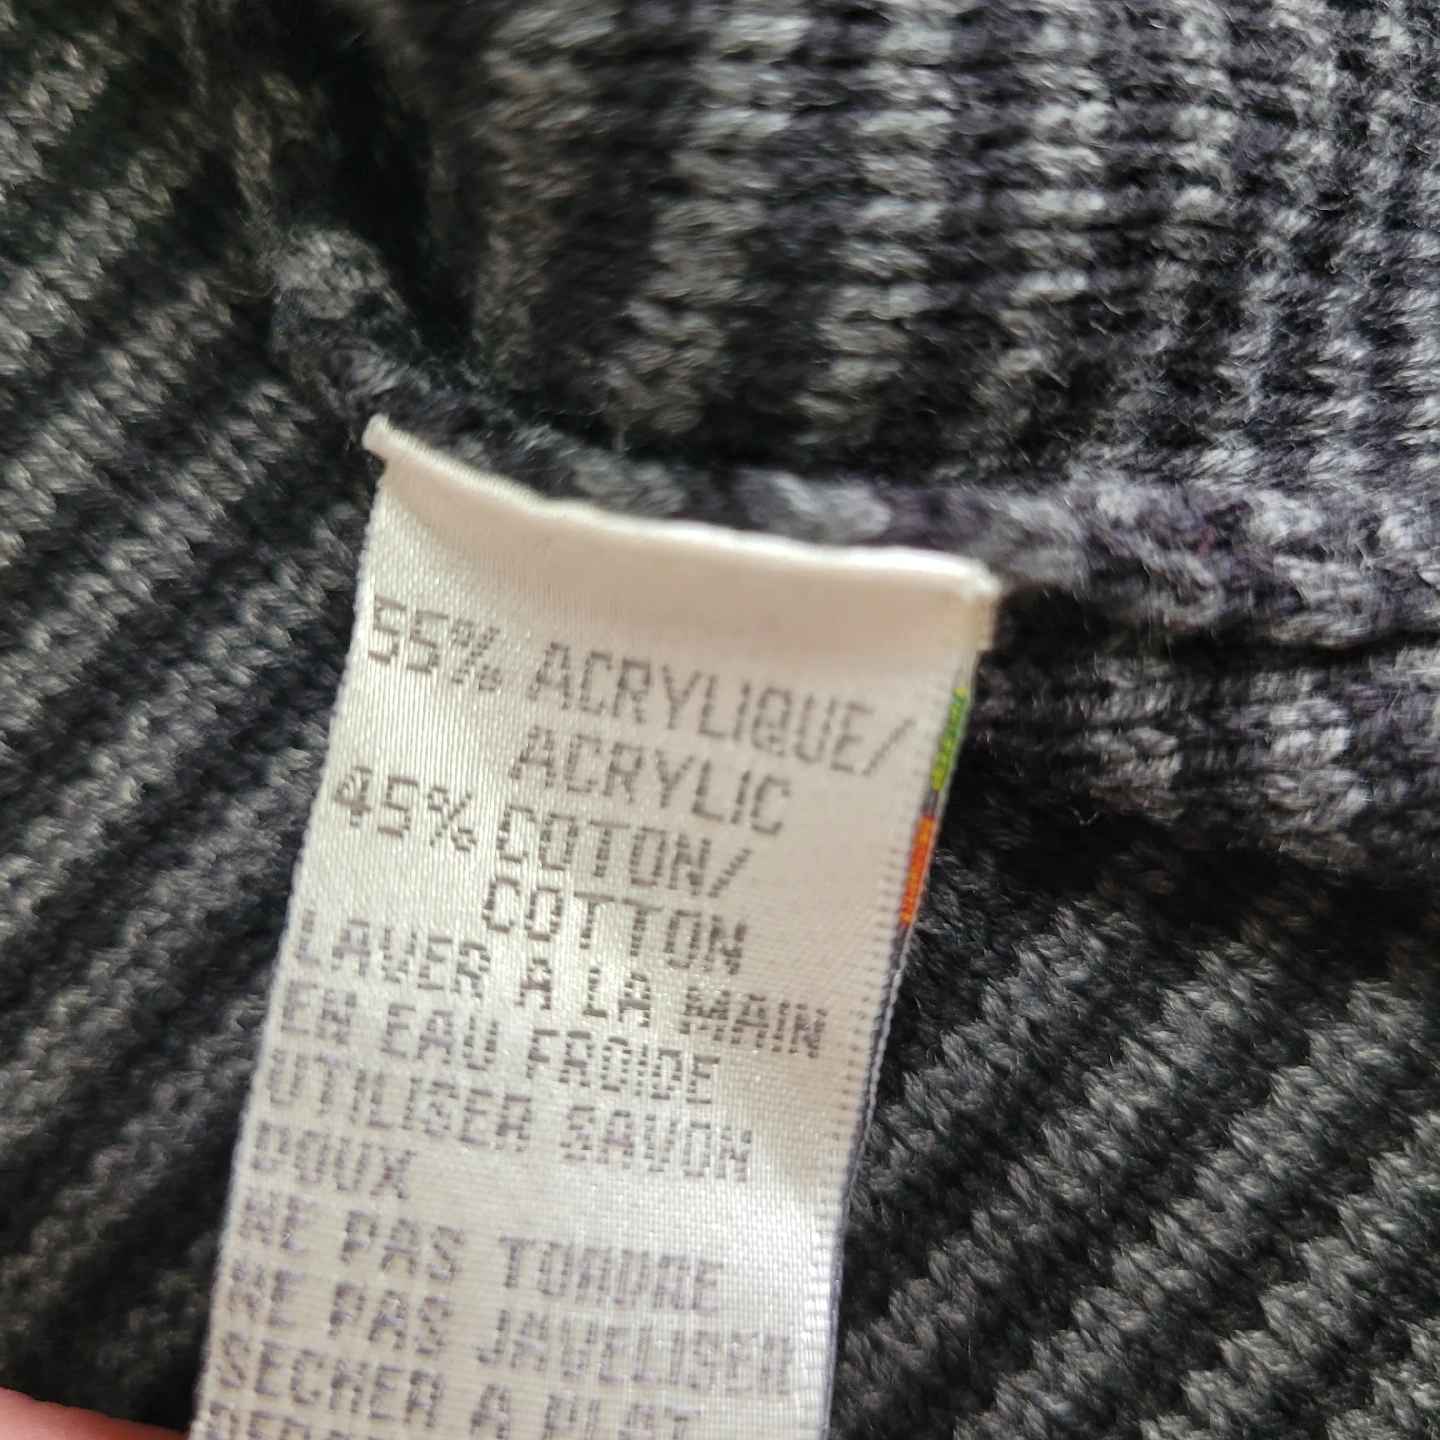 55% ACRYLIQUE/
ACRYLIC
45% COTON/
COTTON
LAVER A LA
EN EAU FROIDE
UTILISER SAVON
DOUX
NE PAS TORDRE
NE PAS JAVELISER
SECHER A PLAT